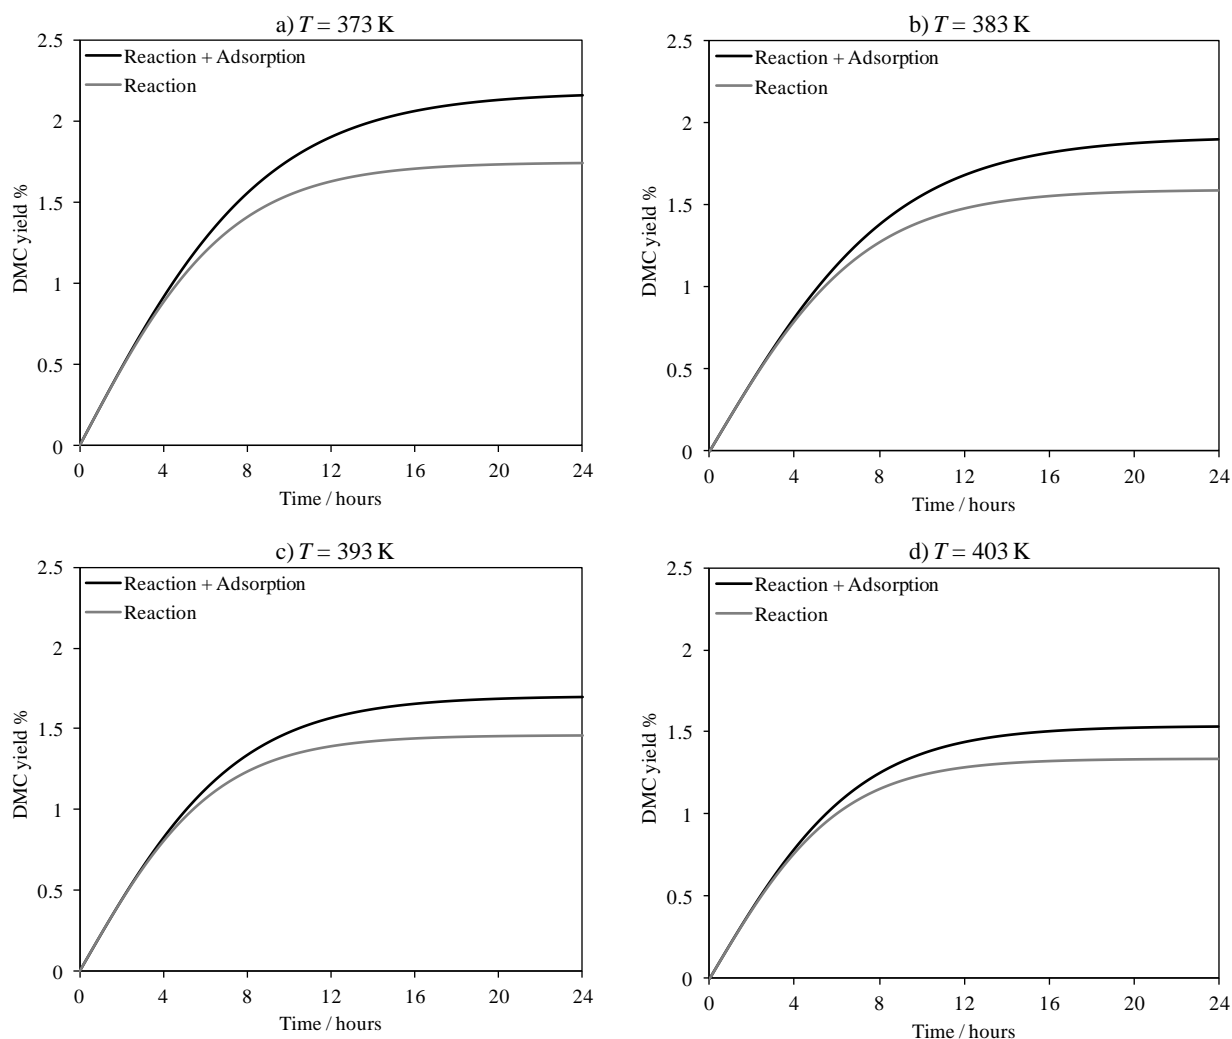 a) T = 373 K
Reaction + Adsorption
Reaction
DMC yield %
2.5
2
1.5
1
0.5
0
0 4 8 12 16 20 24
Time / hours
b) T = 383 K
Reaction + Adsorption
Reaction
DMC yield %
2.5
2
1.5
1
0.5
0
0 4 8 12 16 20 24
Time / hours
c) T = 393 K
Reaction + Adsorption
Reaction
DMC yield %
2.5
2
1.5
1
0.5
0
0 4 8 12 16 20 24
Time / hours
d) T = 403 K
Reaction + Adsorption
Reaction
DMC yield %
2.5
2
1.5
1
0.5
0
0 4 8 12 16 20 24
Time / hours